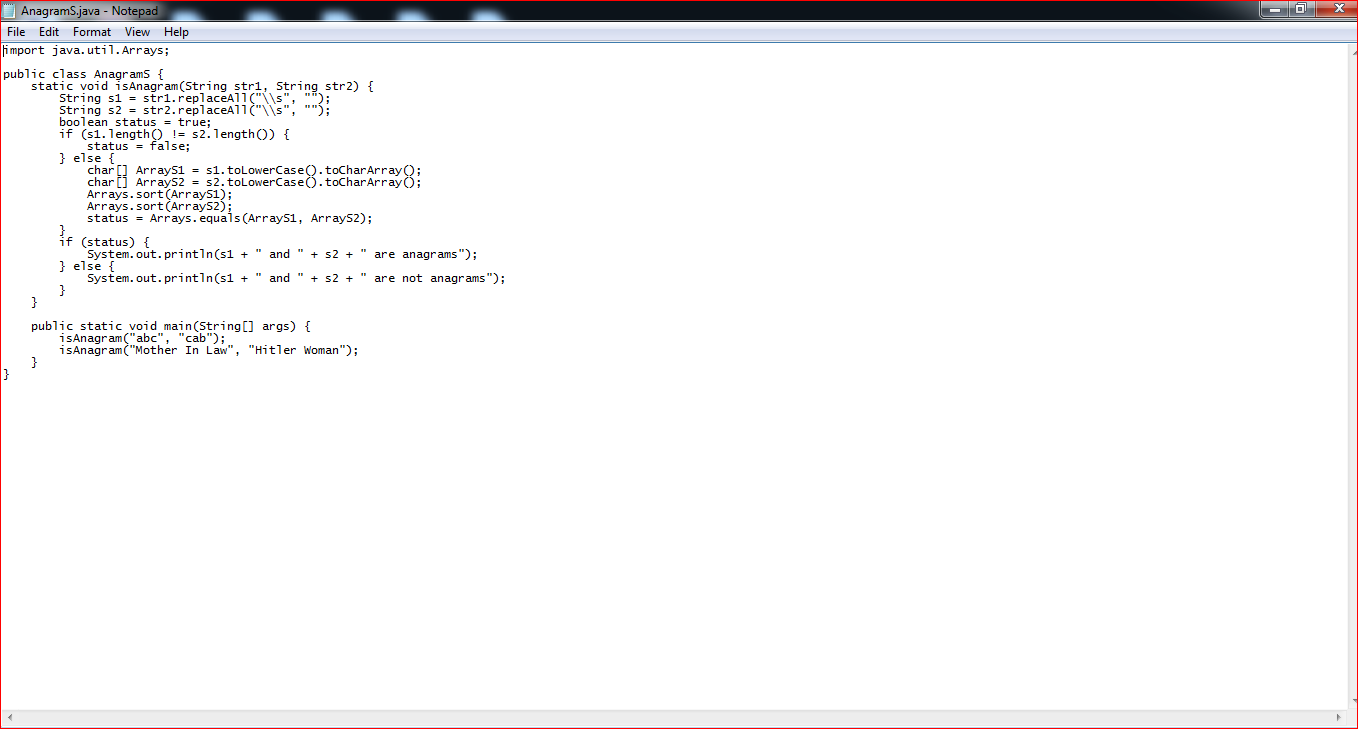 AnagramS.java - Notepad
File Edit Format View Help
import java.util.Arrays;
public class AnagramS {
    static void isAnagram(String str1, String str2) {
        String s1 = str1.replaceAll("\\s", "");
        String s2 = str2.replaceAll("\\s", "");
        boolean status = true;
        if (s1.length() != s2.length()) {
            status = false;
        } else {
            char[] ArrayS1 = s1.toLowerCase().toCharArray();
            char[] ArrayS2 = s2.toLowerCase().toCharArray();
            Arrays.sort(ArrayS1);
            Arrays.sort(ArrayS2);
            status = Arrays.equals(ArrayS1, ArrayS2);
        }
        if (status) {
            System.out.println(s1 + " and " + s2 + " are anagrams");
        } else {
            System.out.println(s1 + " and " + s2 + " are not anagrams");
        }
    }
    public static void main(String[] args) {
        isAnagram("abc", "cab");
        isAnagram("Mother In Law", "Hitler Woman");
    }
}